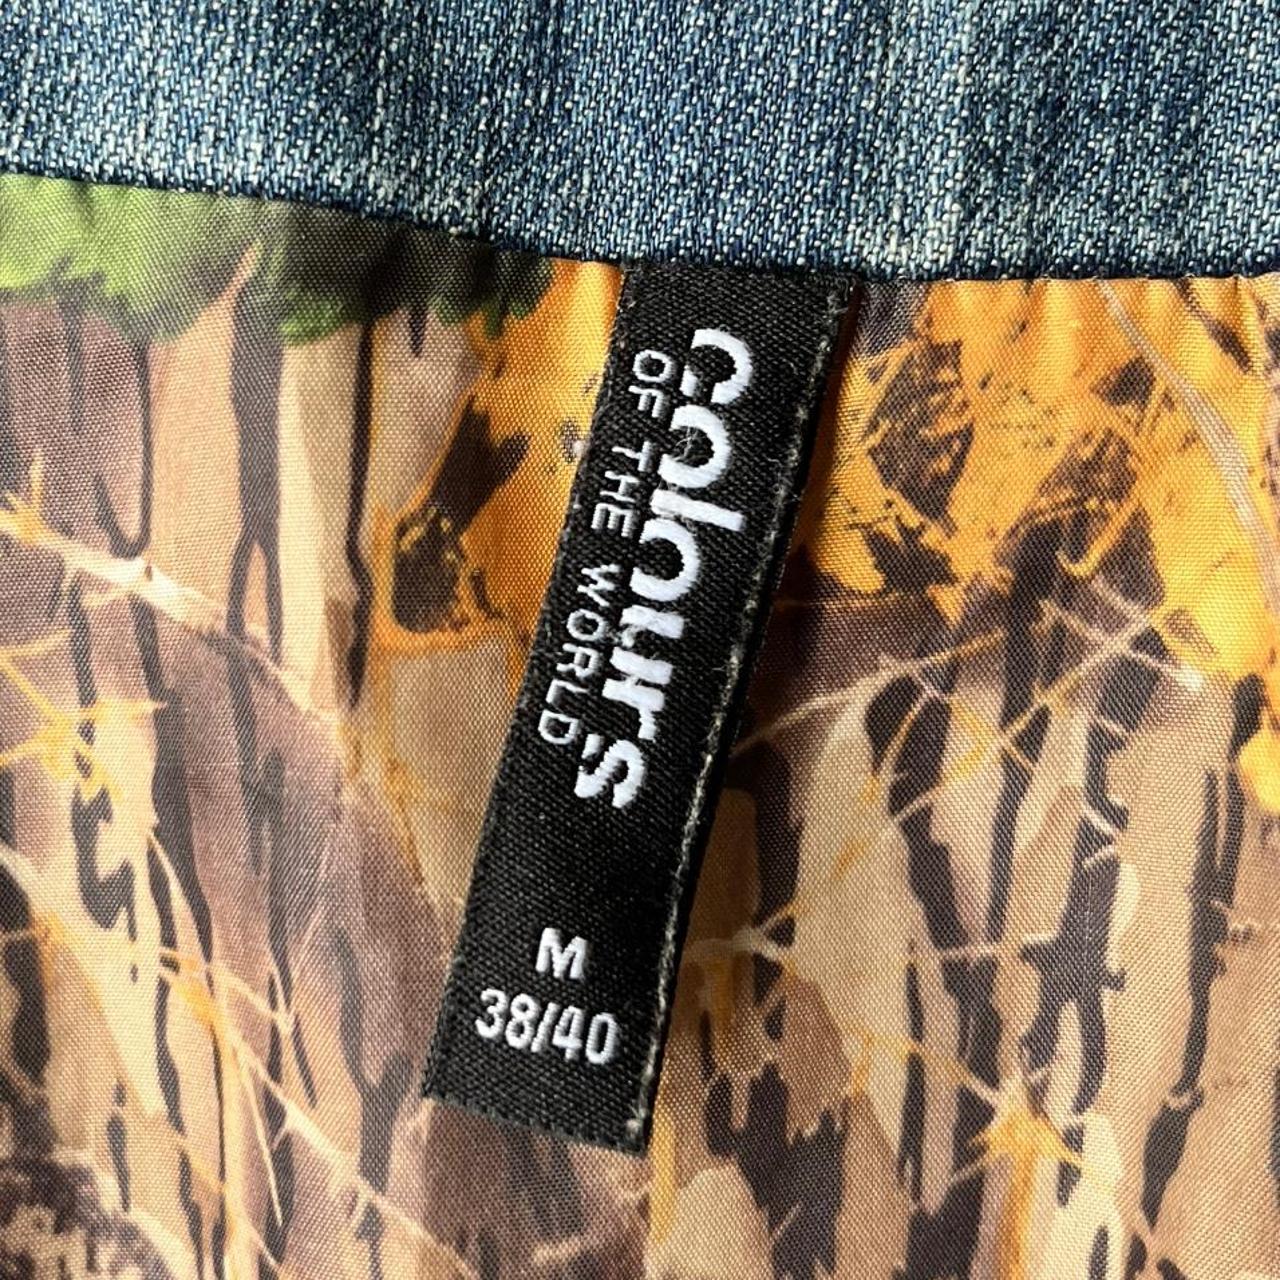 colours
OF THE WORLD
M
38/40